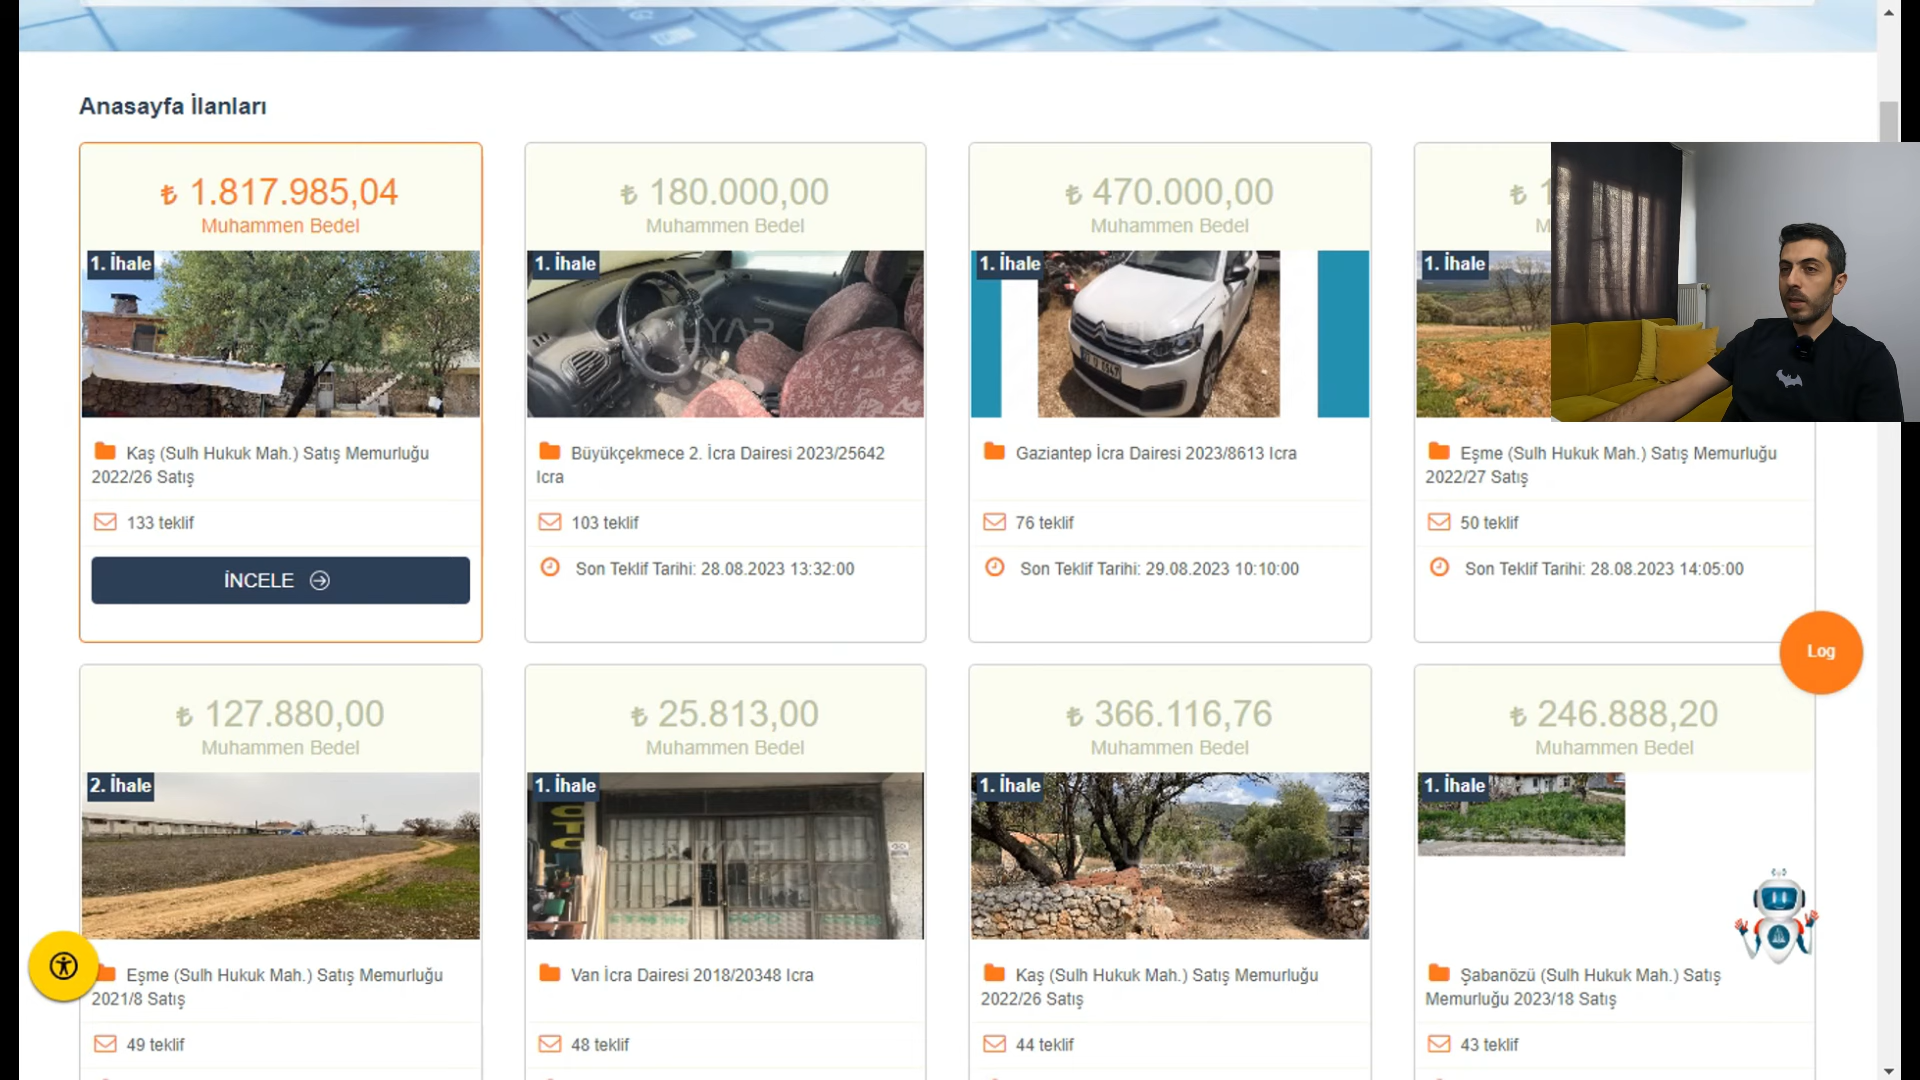 Anasayfa İlanları
₺ 1.817.985,04
Muhammen Bedel
1. İhale
UYAP
Kaş (Sulh Hukuk Mah.) Satış Memurluğu
2022/26 Satış
133 teklif
İNCELE
₺ 180.000,00
Muhammen Bedel
1. İhale
UYAP
Büyükçekmece 2. İcra Dairesi 2023/25642
Icra
103 teklif
Son Teklif Tarihi: 28.08.2023 13:32:00
₺ 470.000,00
Muhammen Bedel
1. İhale
Gaziantep İcra Dairesi 2023/8613 Icra
76 teklif
Son Teklif Tarihi: 29.08.2023 10:10:00
₺ 1
M
1. İhale
Eşme (Sulh Hukuk Mah.) Satış Memurluğu
2022/27 Satış
50 teklif
Son Teklif Tarihi: 28.08.2023 14:05:00
Log
₺ 127.880,00
Muhammen Bedel
2. İhale
Eşme (Sulh Hukuk Mah.) Satış Memurluğu
2021/8 Satış
49 teklif
₺ 25.813,00
Muhammen Bedel
1. İhale
UYAP
OTO
Van İcra Dairesi 2018/20348 Icra
48 teklif
₺ 366.116,76
Muhammen Bedel
1. İhale
Kaş (Sulh Hukuk Mah.) Satış Memurluğu
2022/26 Satış
44 teklif
₺ 246.888,20
Muhammen Bedel
1. İhale
Şabanözü (Sulh Hukuk Mah.) Satış
Memurluğu 2023/18 Satış
43 teklif